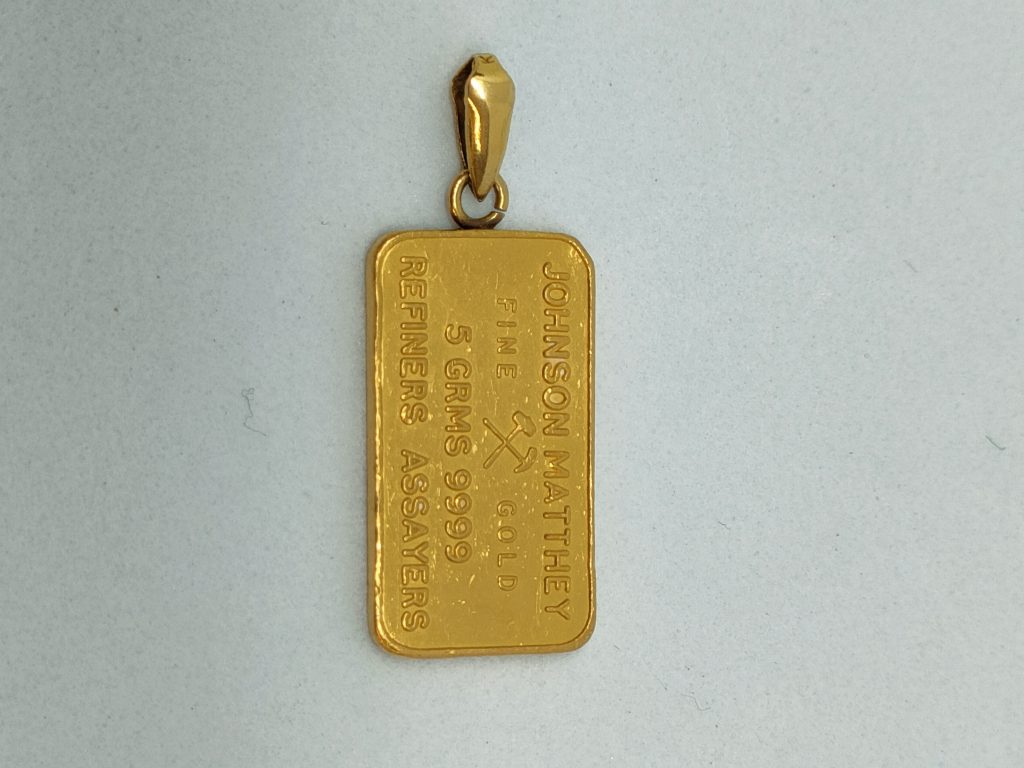 JOHNSON MATTHEY
FINE GOLD
5 GRMS 9999
REFINERS ASSAYERS